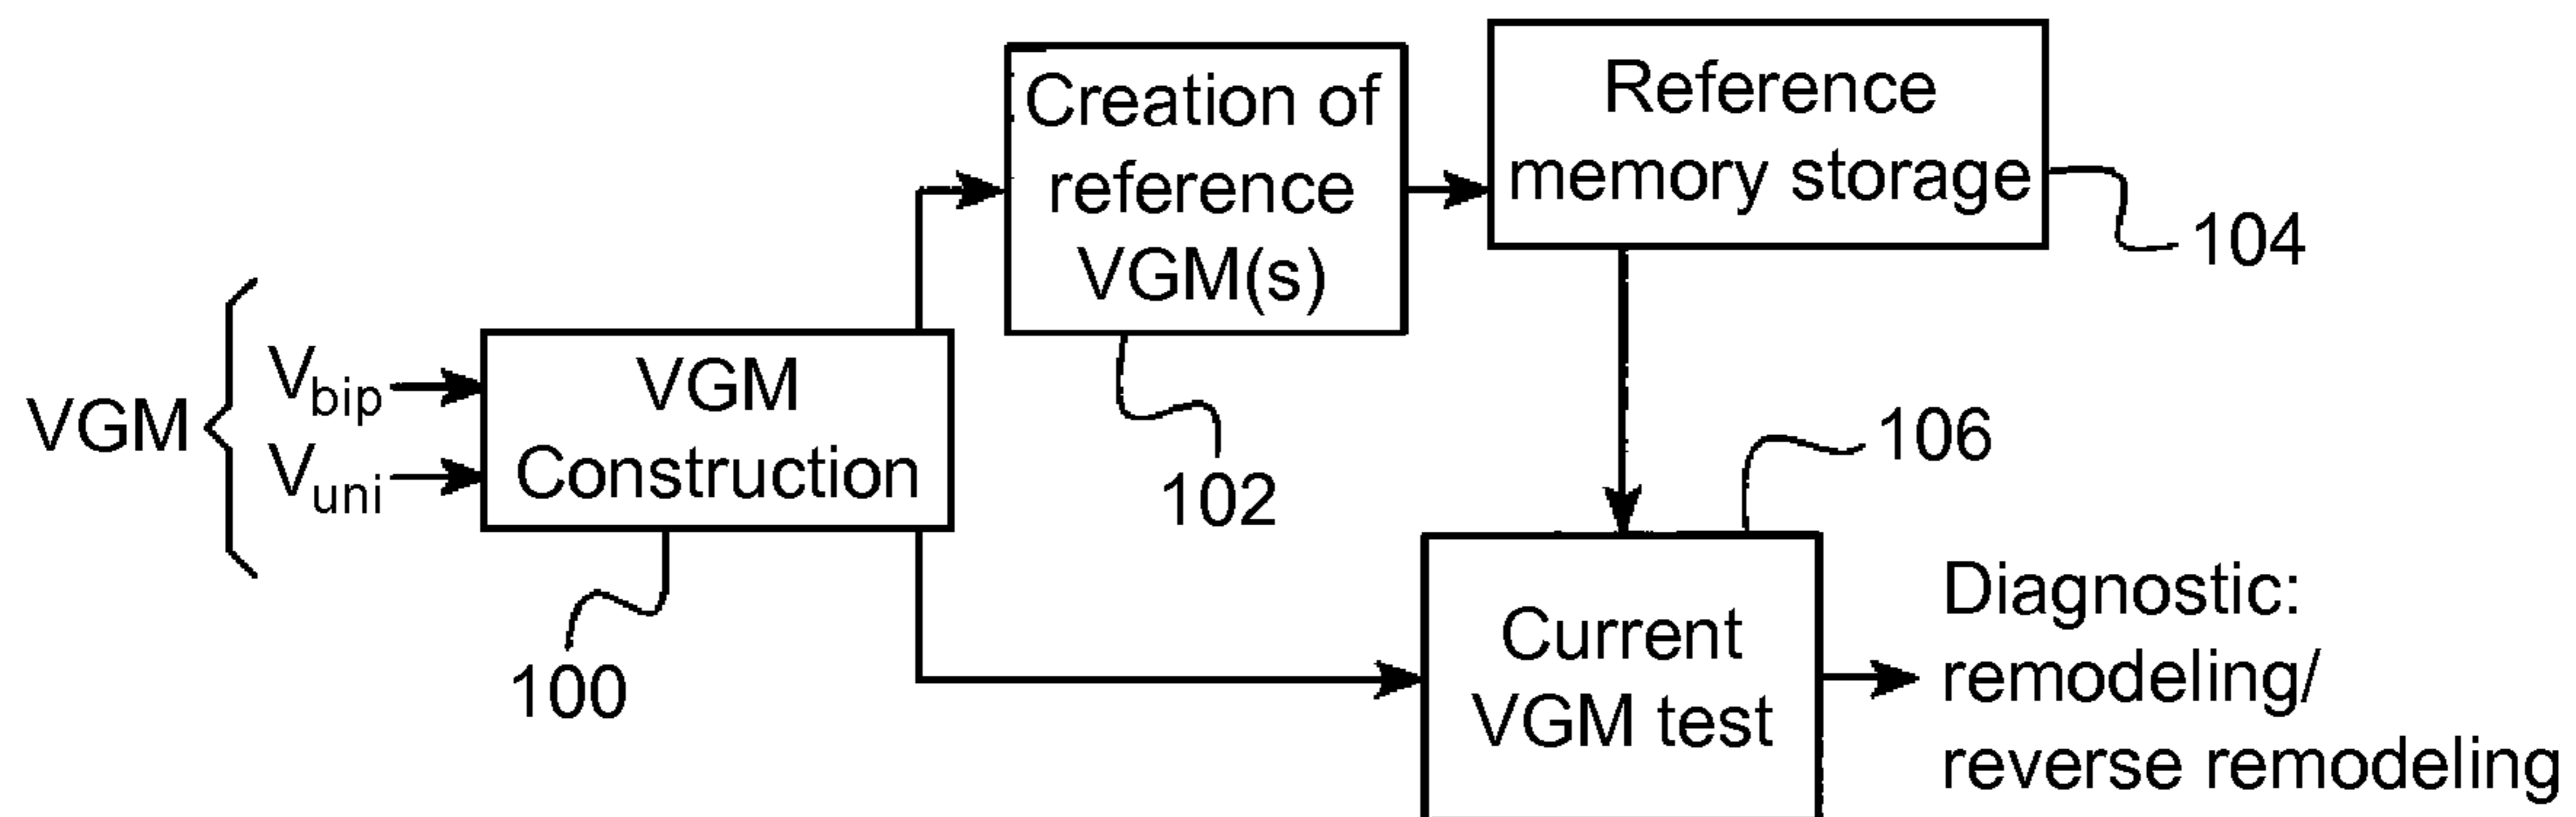 Creation of
reference
VGM(s)
Reference
memory storage
104
VGM
Vbip
Vuni
VGM
Construction
102
106
100
Current
VGM test
Diagnostic:
remodeling/
reverse remodeling